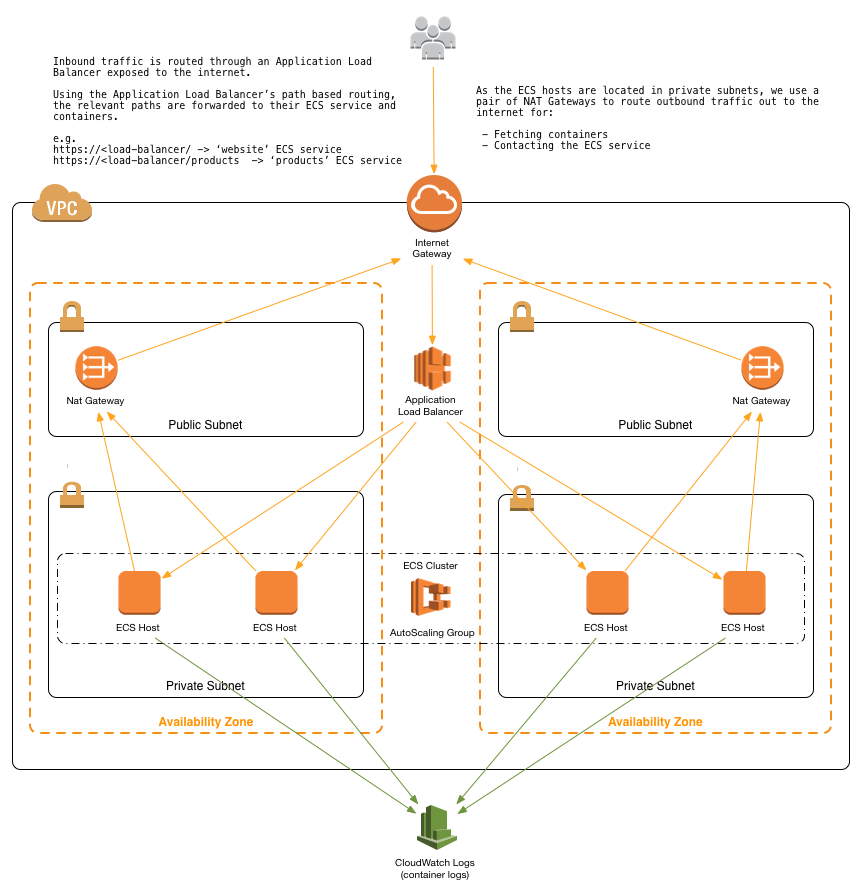 Inbound traffic is routed through an Application Load
Balancer exposed to the internet.
Using the Application Load Balancer's path based routing,
the relevant paths are forwarded to their ECS service and
containers.
e.g.
https://<load-balancer/ –> ‘website’ ECS service
https://<load-balancer/products –> ‘products’ ECS service
As the ECS hosts are located in private subnets, we use a
pair of NAT Gateways to route outbound traffic out to the
internet for:
– Fetching containers
– Contacting the ECS service
VPC
Internet
Gateway
Nat Gateway
Public Subnet
Application
Load Balancer
Nat Gateway
Public Subnet
ECS Cluster
AutoScaling Group
ECS Host
ECS Host
ECS Host
ECS Host
Private Subnet
Private Subnet
Availability Zone
Availability Zone
CloudWatch Logs
(container logs)